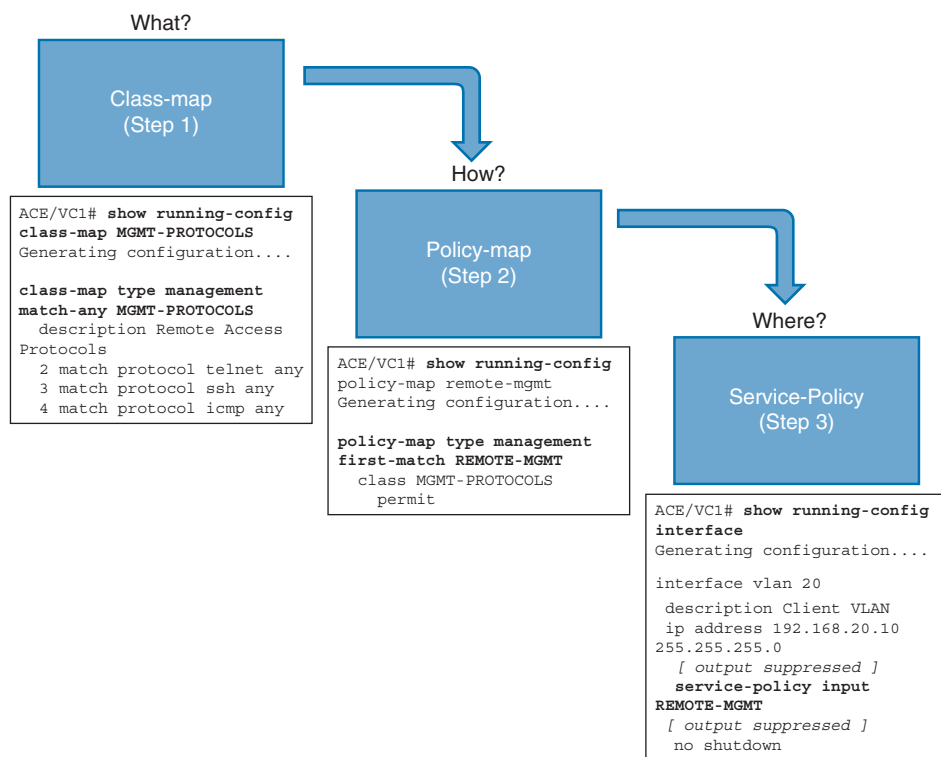 What?
Class-map
(Step 1)
ACE/VC1# show running-config
class-map MGMT-PROTOCOLS
Generating configuration....
class-map type management
match-any MGMT-PROTOCOLS
description Remote Access
Protocols
2 match protocol telnet any
3 match protocol ssh any
4 match protocol icmp any
How?
Policy-map
(Step 2)
ACE/VC1# show running-config
policy-map remote-mgmt
Generating configuration....
policy-map type management
first-match REMOTE-MGMT
class MGMT-PROTOCOLS
permit
Where?
Service-Policy
(Step 3)
ACE/VC1# show running-config
interface
Generating configuration....
interface vlan 20
description Client VLAN
ip address 192.168.20.10
255.255.255.0
[ output suppressed ]
service-policy input
REMOTE-MGMT
[ output suppressed ]
no shutdown